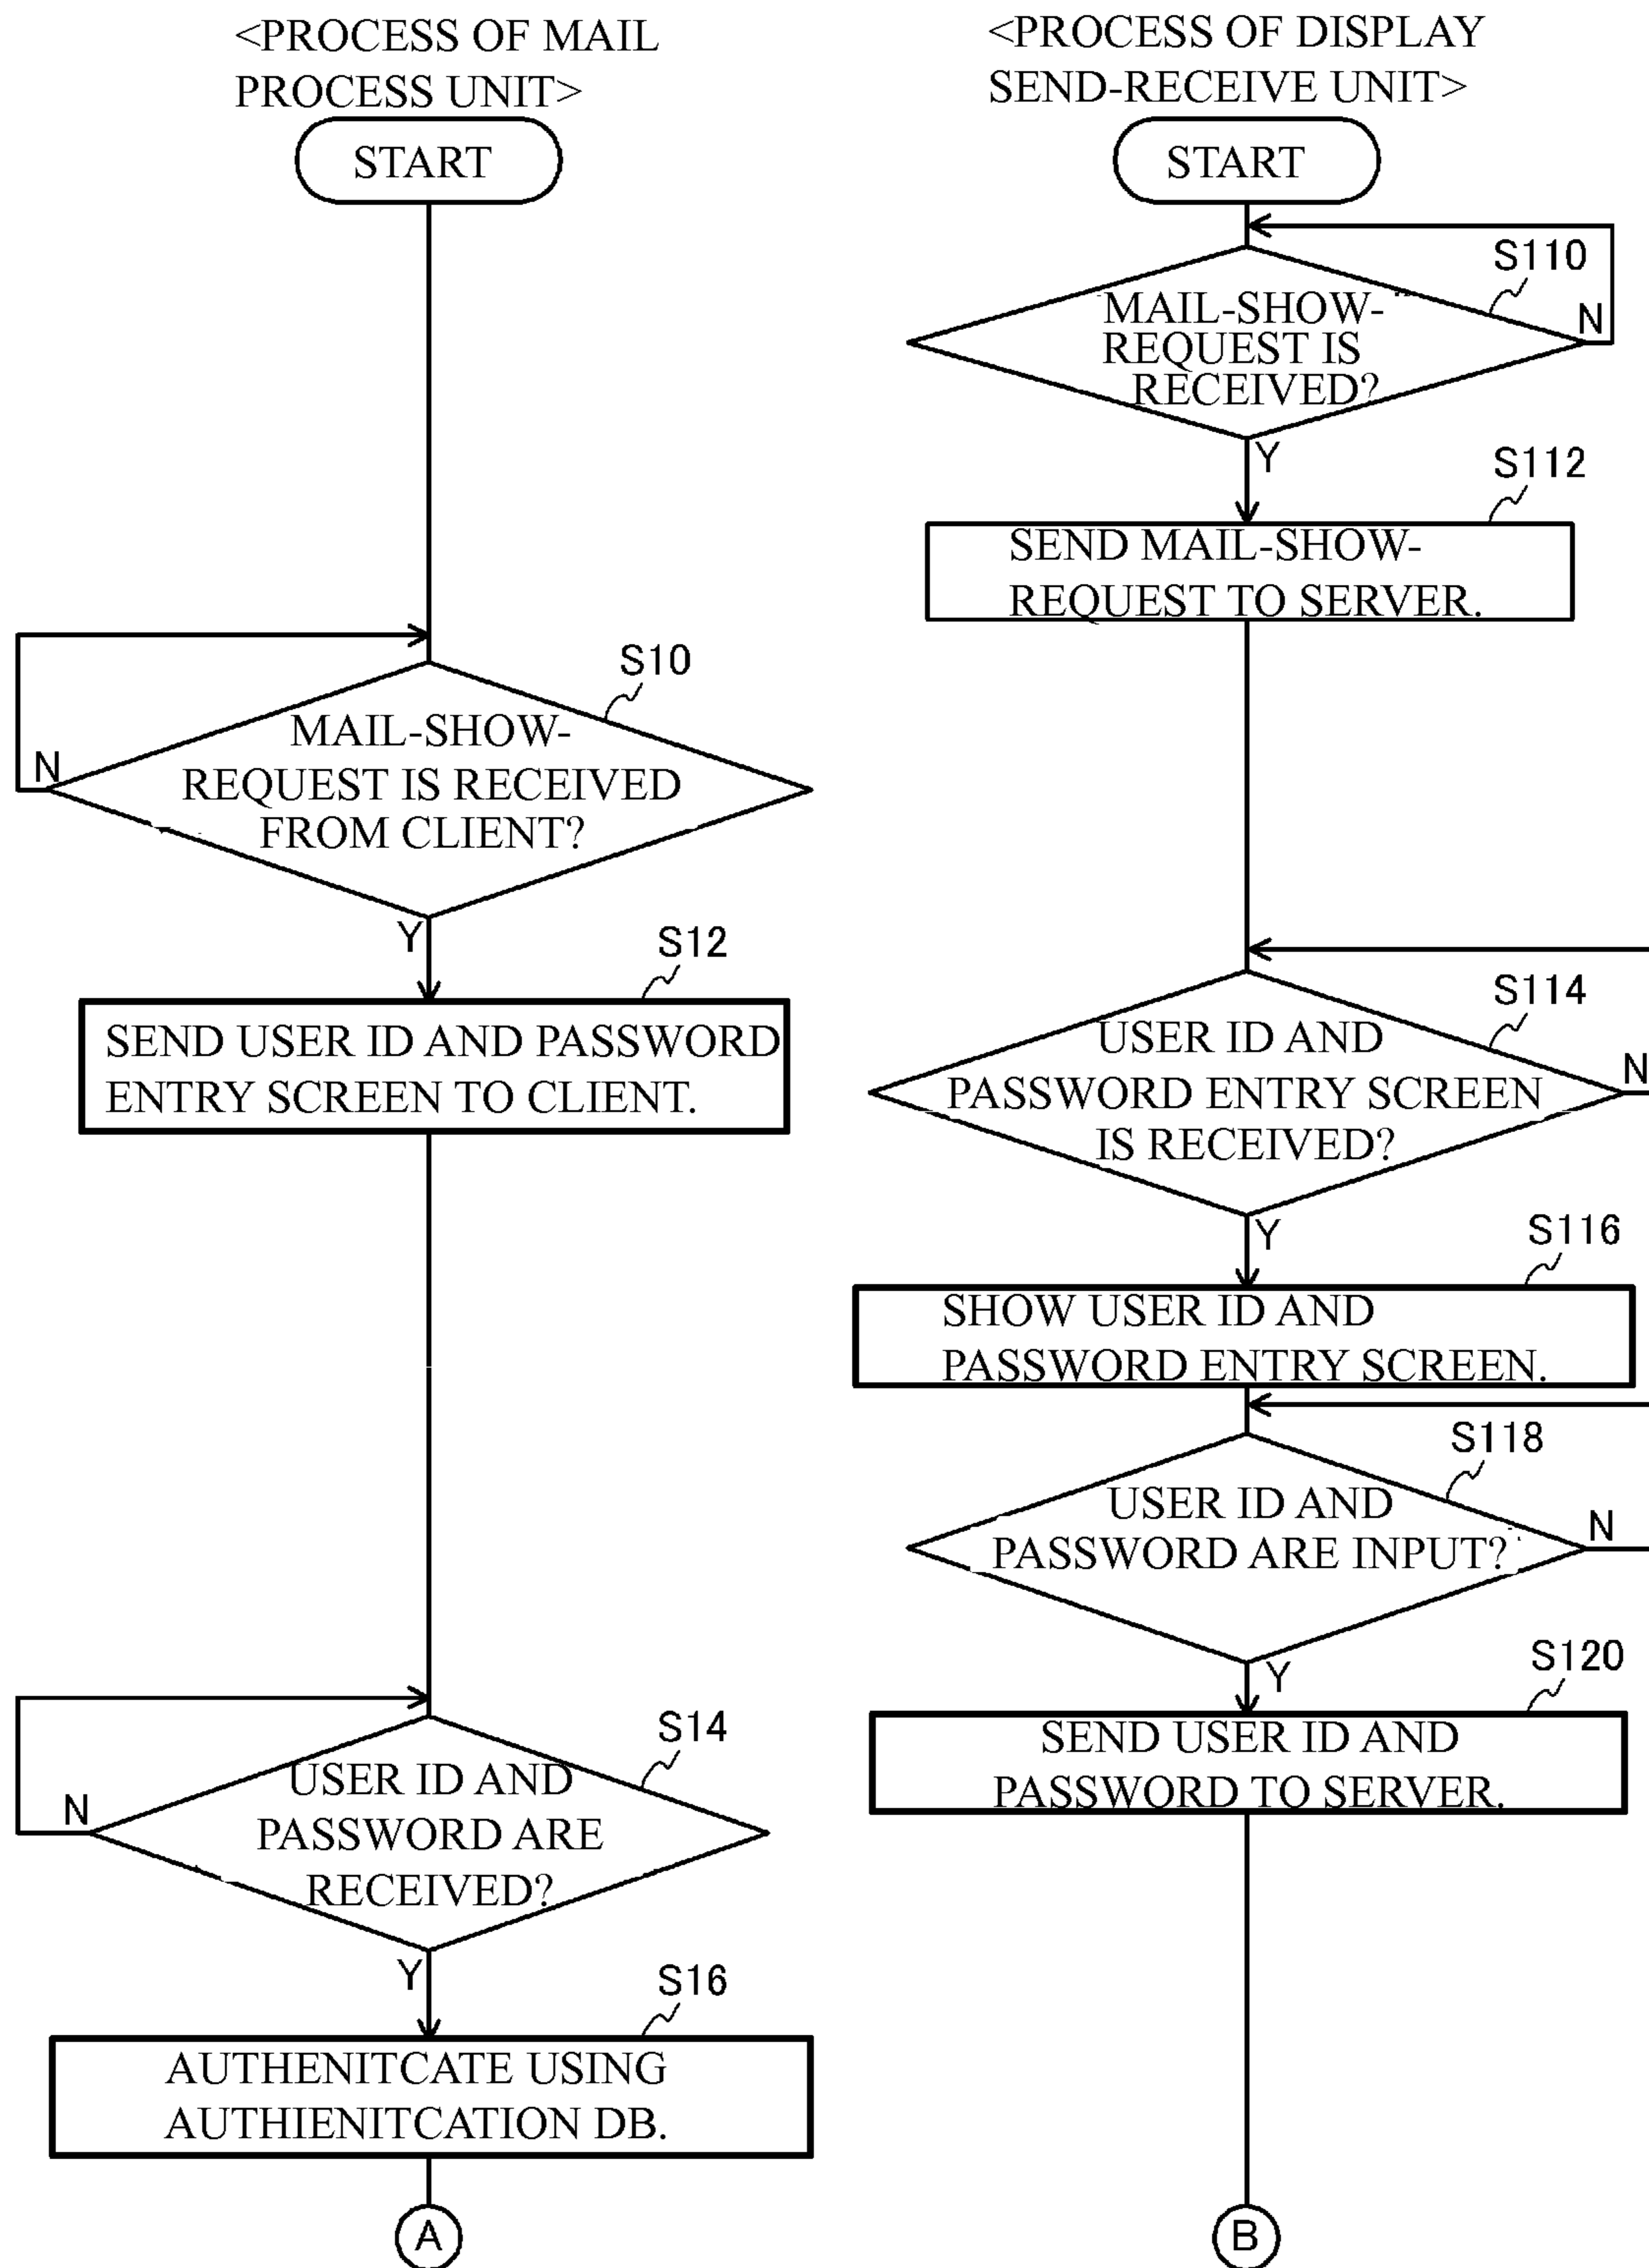 <PROCESS OF MAIL
PROCESS UNIT>
START
S10
MAIL-SHOW-
REQUEST IS RECEIVED
FROM CLIENT?
N
Y
S12
SEND USER ID AND PASSWORD
ENTRY SCREEN TO CLIENT.
S14
USER ID AND
PASSWORD ARE
RECEIVED?
N
Y
S16
AUTHENITCATE USING
AUTHIENITCATION DB.
A
<PROCESS OF DISPLAY
SEND-RECEIVE UNIT>
START
S110
MAIL-SHOW-
REQUEST IS
RECEIVED?
N
Y
S112
SEND MAIL-SHOW-
REQUEST TO SERVER.
S114
USER ID AND
PASSWORD ENTRY SCREEN
IS RECEIVED?
N
Y
S116
SHOW USER ID AND
PASSWORD ENTRY SCREEN.
S118
USER ID AND
PASSWORD ARE INPUT?
N
Y
S120
SEND USER ID AND
PASSWORD TO SERVER.
B